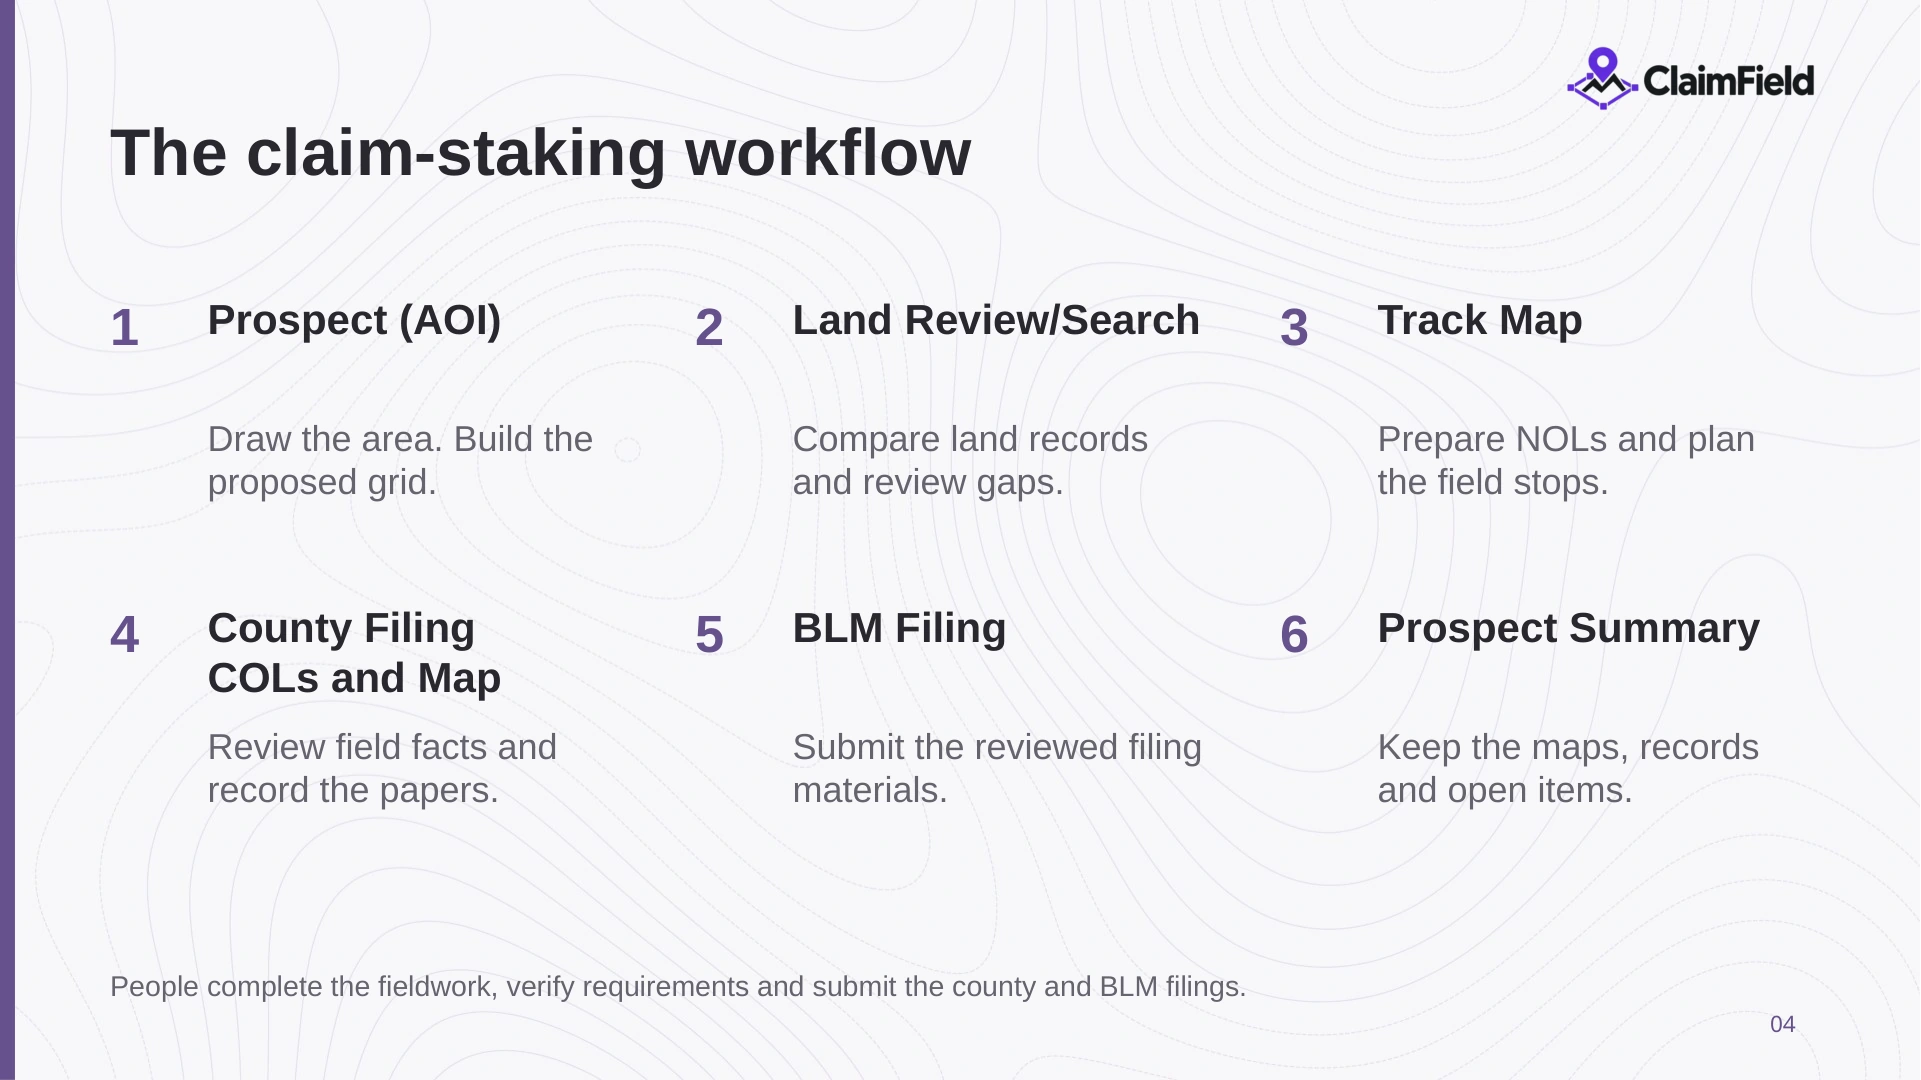 ClaimField
The claim-staking workflow
1
Prospect (AOI)
Draw the area. Build the
proposed grid.
2
Land Review/Search
Compare land records
and review gaps.
3
Track Map
Prepare NOLs and plan
the field stops.
4
County Filing
COLs and Map
Review field facts and
record the papers.
5
BLM Filing
Submit the reviewed filing
materials.
6
Prospect Summary
Keep the maps, records
and open items.
People complete the fieldwork, verify requirements and submit the county and BLM filings.
04